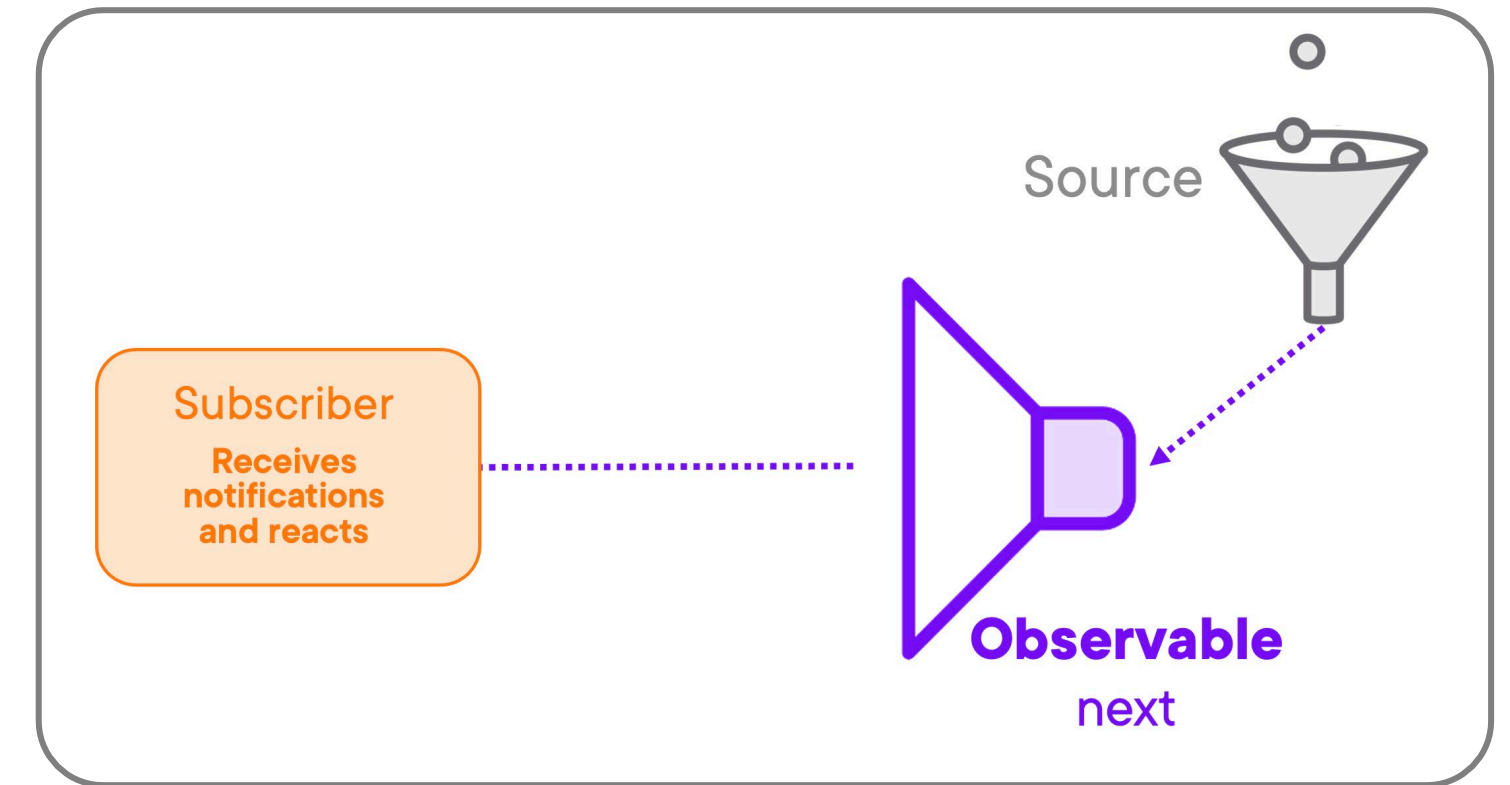 Source
Subscriber
Receives
notifications
and reacts
Observable
next